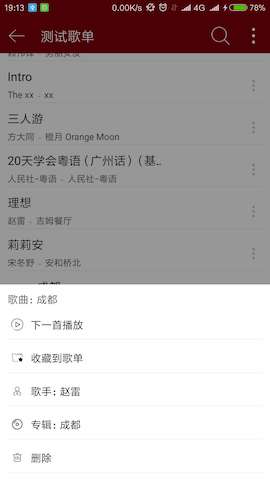 19:13 0.00K/s 4G 78%
测试歌单
Intro
The xx - xx
三人游
方大同 - 橙月 Orange Moon
20天学会粤语（广州话）（基..
人民社-粤语 - 人民社-粤语
理想
赵雷 - 吉姆餐厅
莉莉安
宋冬野 - 安和桥北
歌曲: 成都
下一首播放
收藏到歌单
歌手: 赵雷
专辑: 成都
删除